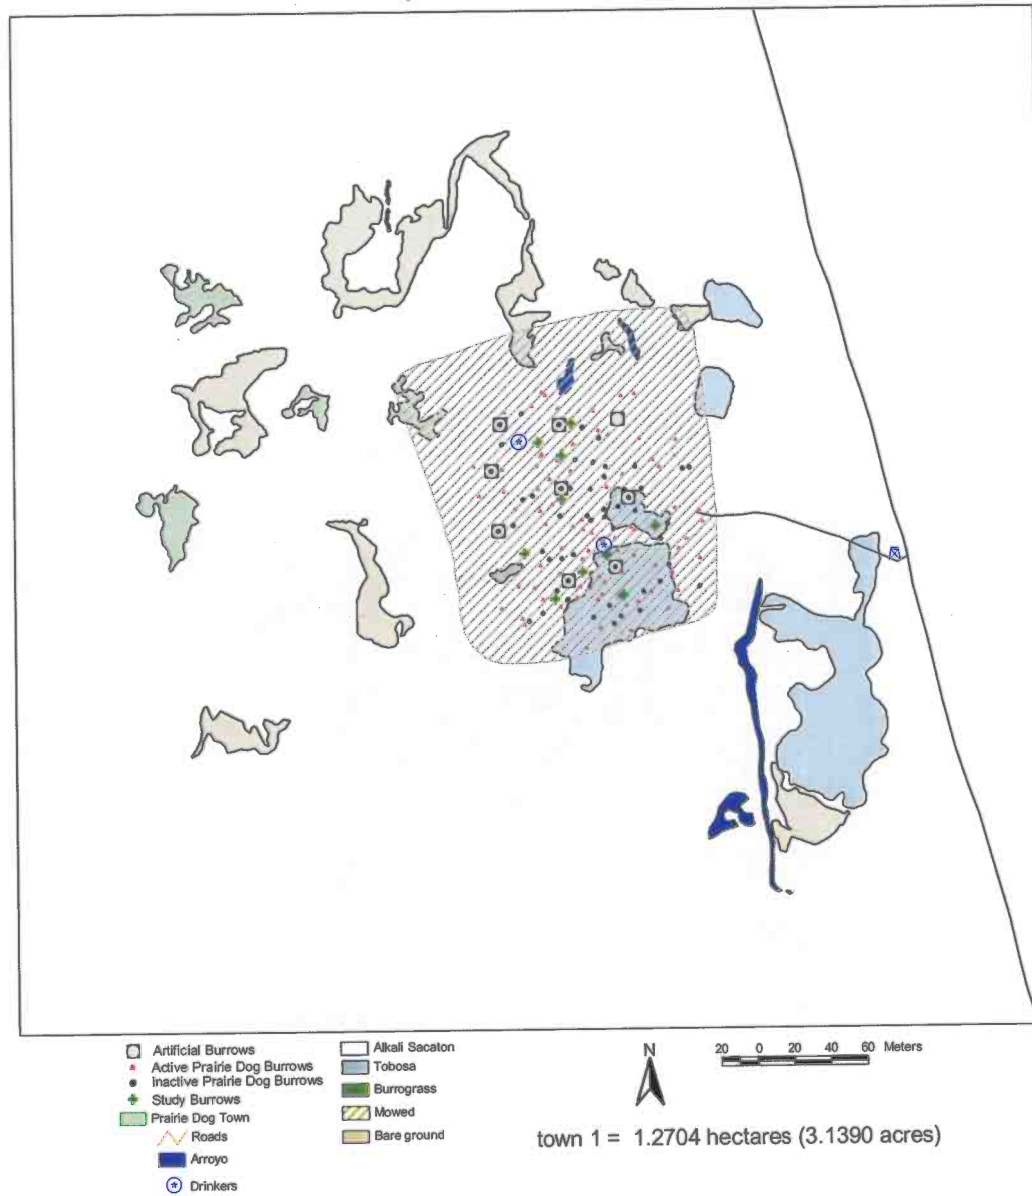 Artificial Burrows
Active Prairie Dog Burrows
Inactive Prairie Dog Burrows
Study Burrows
Prairie Dog Town
Roads
Arroyo
Drinkers
Alkali Sacaton
Tobosa
Burrograss
Mowed
Bare ground
N
20 0 20 40 60 Meters
town 1 = 1.2704 hectares (3.1390 acres)